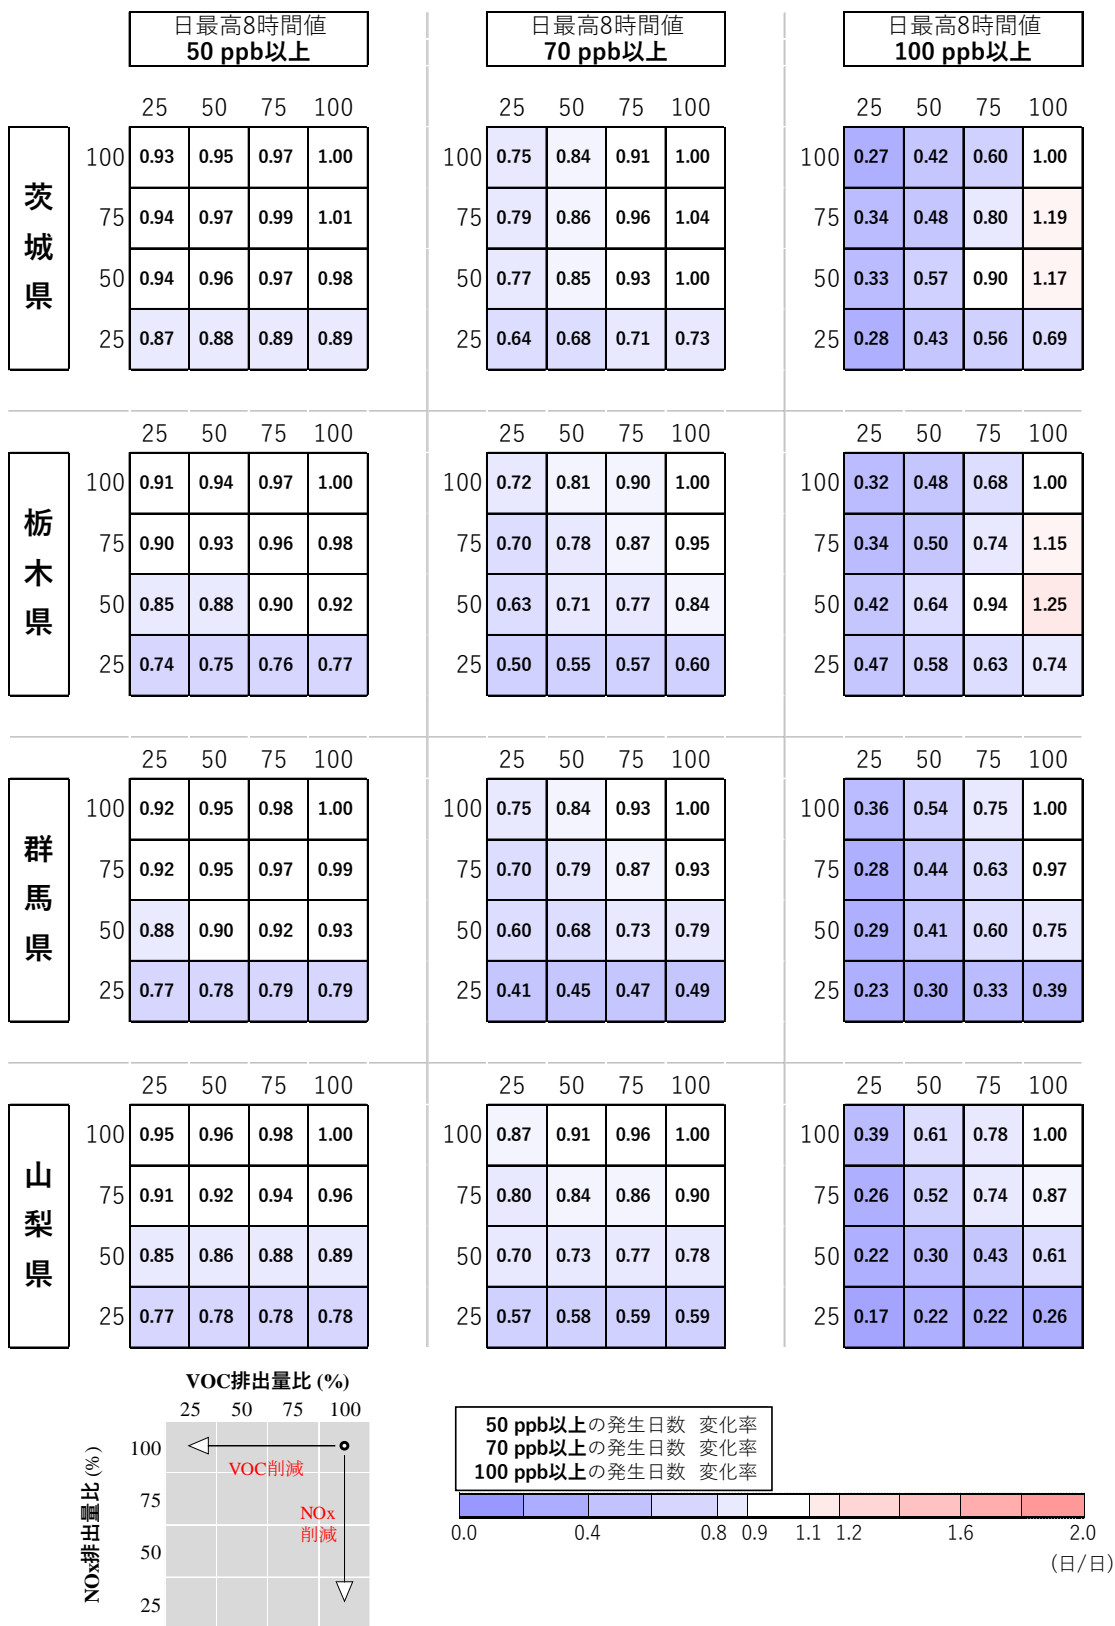 日最高8時間値 日最高8時間値 日最高8時間値
50 ppb以上 70 ppb以上 100 ppb以上
茨城県
25 50 75 100 25 50 75 100 25 50 75 100
100 0.93 0.95 0.97 1.00 100 0.75 0.84 0.91 1.00 100 0.27 0.42 0.60 1.00
75 0.94 0.97 0.99 1.01 75 0.79 0.86 0.96 1.04 75 0.34 0.48 0.80 1.19
50 0.94 0.96 0.97 0.98 50 0.77 0.85 0.93 1.00 50 0.33 0.57 0.90 1.17
25 0.87 0.88 0.89 0.89 25 0.64 0.68 0.71 0.73 25 0.28 0.43 0.56 0.69
栃木県
25 50 75 100 25 50 75 100 25 50 75 100
100 0.91 0.94 0.97 1.00 100 0.72 0.81 0.90 1.00 100 0.32 0.48 0.68 1.00
75 0.90 0.93 0.96 0.98 75 0.70 0.78 0.87 0.95 75 0.34 0.50 0.74 1.15
50 0.85 0.88 0.90 0.92 50 0.63 0.71 0.77 0.84 50 0.42 0.64 0.94 1.25
25 0.74 0.75 0.76 0.77 25 0.50 0.55 0.57 0.60 25 0.47 0.58 0.63 0.74
群馬県
25 50 75 100 25 50 75 100 25 50 75 100
100 0.92 0.95 0.98 1.00 100 0.75 0.84 0.93 1.00 100 0.36 0.54 0.75 1.00
75 0.92 0.95 0.97 0.99 75 0.70 0.79 0.87 0.93 75 0.28 0.44 0.63 0.97
50 0.88 0.90 0.92 0.93 50 0.60 0.68 0.73 0.79 50 0.29 0.41 0.60 0.75
25 0.77 0.78 0.79 0.79 25 0.41 0.45 0.47 0.49 25 0.23 0.30 0.33 0.39
山梨県
25 50 75 100 25 50 75 100 25 50 75 100
100 0.95 0.96 0.98 1.00 100 0.87 0.91 0.96 1.00 100 0.39 0.61 0.78 1.00
75 0.91 0.92 0.94 0.96 75 0.80 0.84 0.86 0.90 75 0.26 0.52 0.74 0.87
50 0.85 0.86 0.88 0.89 50 0.70 0.73 0.77 0.78 50 0.22 0.30 0.43 0.61
25 0.77 0.78 0.78 0.78 25 0.57 0.58 0.59 0.59 25 0.17 0.22 0.22 0.26
VOC排出量比 (%)
25 50 75 100
NOx排出量比 (%)
100
VOC削減
75
NOx
削減
50
25
50 ppb以上の発生日数 変化率
70 ppb以上の発生日数 変化率
100 ppb以上の発生日数 変化率
0.0 0.4 0.8 0.9 1.1 1.2 1.6 2.0
(日/日)